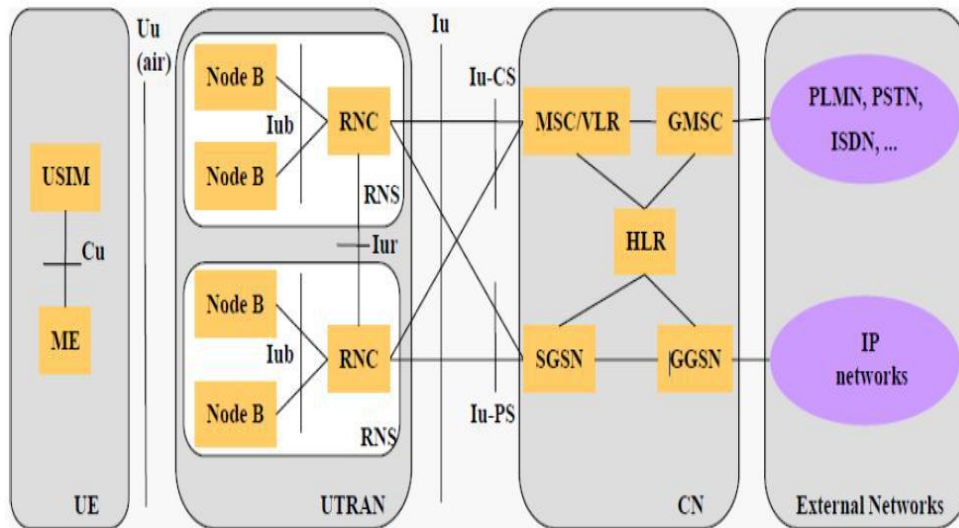 USIM
Cu
ME
UE
Uu
(air)
Node B
Node B
Iub
RNC
RNS
Iur
Node B
Node B
Iub
RNC
RNS
UTRAN
Iu
Iu-CS
Iu-PS
MSC/VLR
GMSC
HLR
SGSN
GGSN
CN
PLMN, PSTN,
ISDN, ...
IP
networks
External Networks